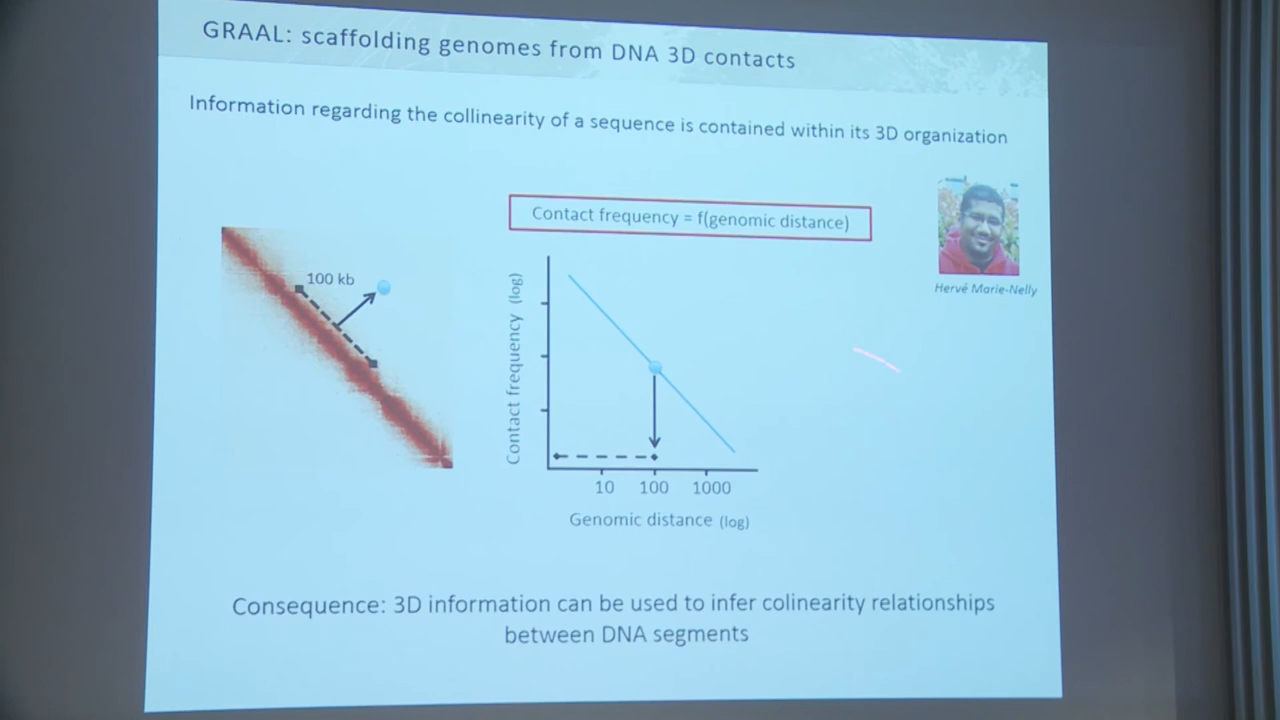 GRAAL: scaffolding genomes from DNA 3D contacts
Information regarding the collinearity of a sequence is contained within its 3D organization
Contact frequency = f(genomic distance)
100 kb
Hervé Marie-Nelly
Contact frequency (log)
10 100 1000
Genomic distance (log)
Consequence: 3D information can be used to infer colinearity relationships
between DNA segments